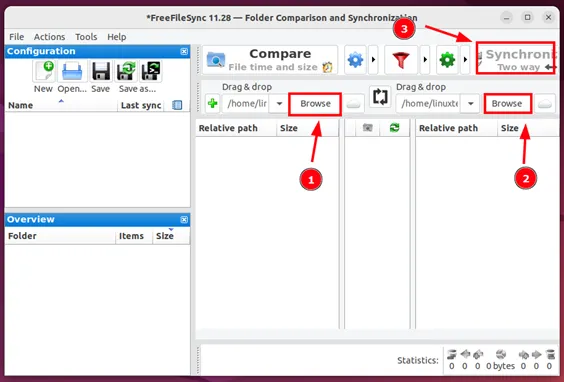 *FreeFileSync 11.28 — Folder Comparison and Synchronization
3
File Actions Tools Help
Configuration
New Open... Save Save as...
Name Last sync
Compare
File time and size
Synchroni
Two way
Drag & drop
/home/lin Browse
Drag & drop
/home/linuxte Browse
Relative path Size
Relative path Size
1
2
Overview
Folder Items Size
Statistics: 0 0 0 0 bytes 0 0 0